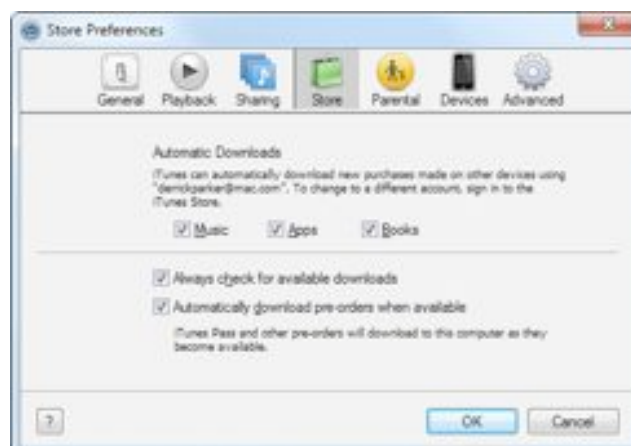 Store Preferences
General Playback Sharing Store Parental Devices Advanced
Automatic Downloads
iTunes can automatically download new purchases made on other devices using
"derrickparker@mac.com". To change to a different account, sign in to the
iTunes Store.
Music Apps Books
Always check for available downloads
Automatically download pre-orders when available
iTunes Pass and other pre-orders will download to this computer as they
become available.
? OK Cancel